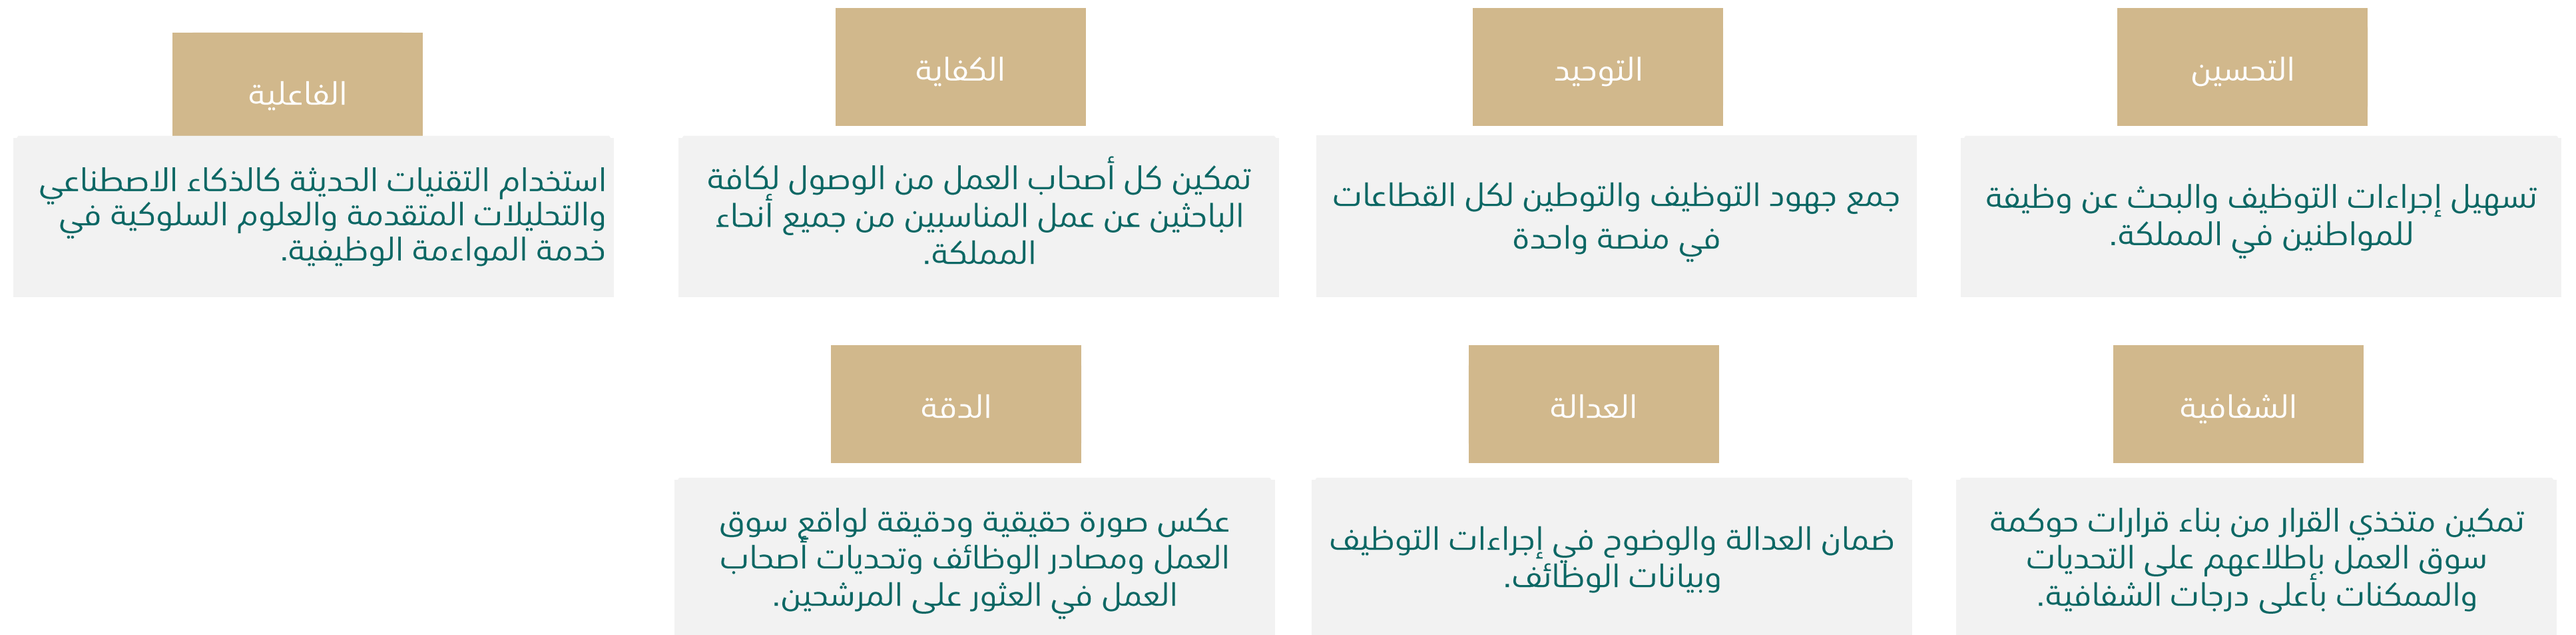 التحسين
تسهيل إجراءات التوظيف والبحث عن وظيفة
للمواطنين في المملكة.
التوحيد
جمع جهود التوظيف والتوطين لكل القطاعات
في منصة واحدة
الكفاية
تمكين كل أصحاب العمل من الوصول لكافة
الباحثين عن عمل المناسبين من جميع أنحاء
المملكة.
الفاعلية
استخدام التقنيات الحديثة كالذكاء الاصطناعي
والتحليلات المتقدمة والعلوم السلوكية في
خدمة المواءمة الوظيفية.
الشفافية
تمكين متخذي القرار من بناء قرارات حوكمة
سوق العمل باطلاعهم على التحديات
والممكنات بأعلى درجات الشفافية.
العدالة
ضمان العدالة والوضوح في إجراءات التوظيف
وبيانات الوظائف.
الدقة
عكس صورة حقيقية ودقيقة لواقع سوق
العمل ومصادر الوظائف وتحديات أصحاب
العمل في العثور على المرشحين.